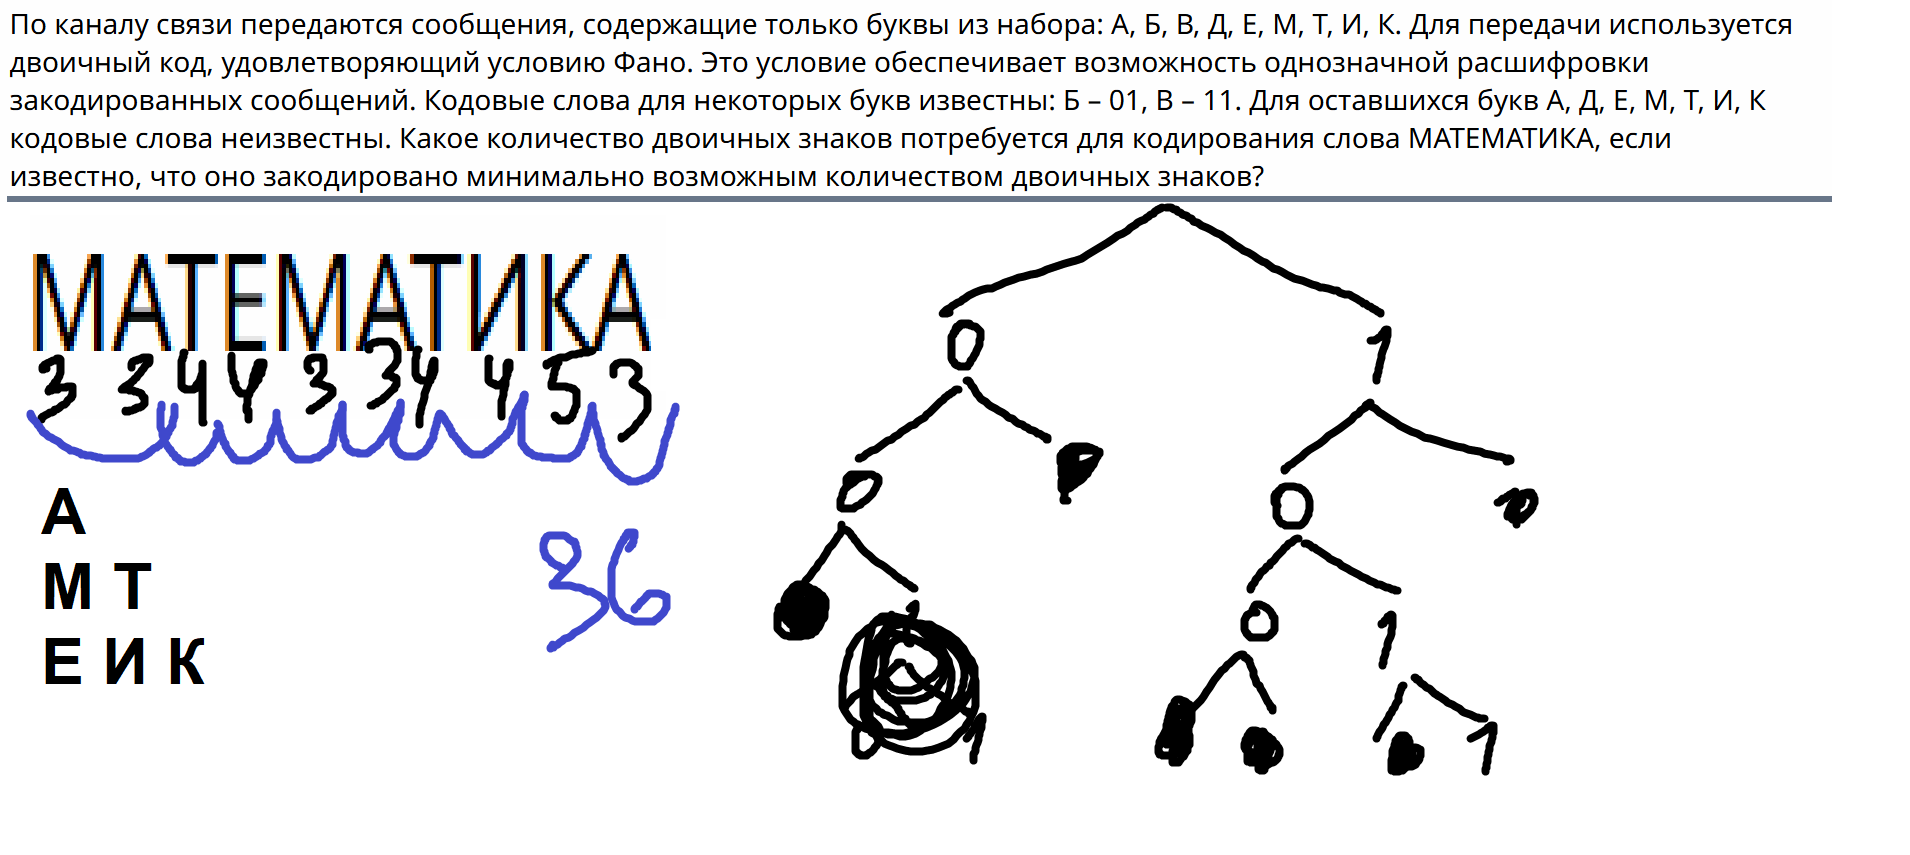 По каналу связи передаются сообщения, содержащие только буквы из набора: А, Б, В, Д, Е, М, Т, И, К. Для передачи используется
двоичный код, удовлетворяющий условию Фано. Это условие обеспечивает возможность однозначной расшифровки
закодированных сообщений. Кодовые слова для некоторых букв известны: Б – 01, В – 11. Для оставшихся букв А, Д, Е, М, Т, И, К
кодовые слова неизвестны. Какое количество двоичных знаков потребуется для кодирования слова МАТЕМАТИКА, если
известно, что оно закодировано минимально возможным количеством двоичных знаков?
МАТЕМАТИКА
3 3 4 4 3 3 4 4 5 3
А
М Т
Е И К
36
0 1
0 0
1
0 1
0 1 1